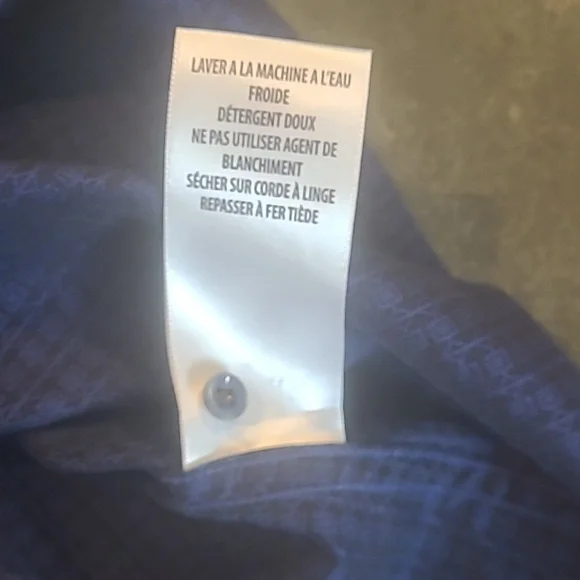 LAVER A LA MACHINE A L'EAU
FROIDE
DÉTERGENT DOUX
NE PAS UTILISER AGENT DE
BLANCHIMENT
SÉCHER SUR CORDE À LINGE
REPASSER À FER TIÈDE